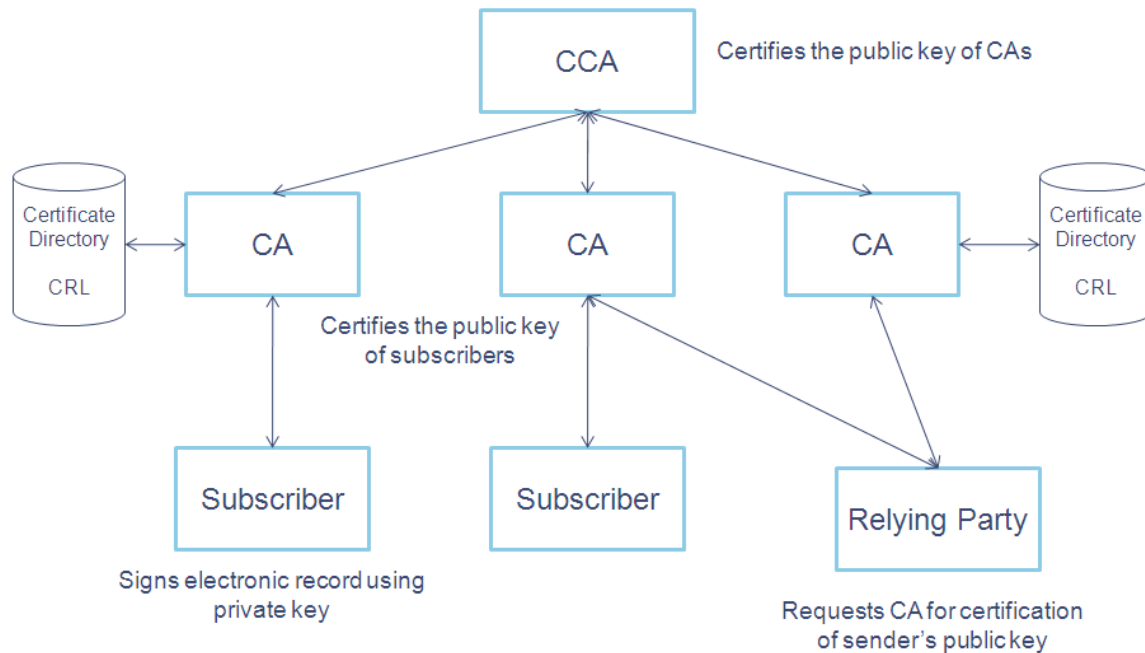 CCA
Certifies the public key of CAs
Certificate
Directory
CRL
CA
CA
CA
Certificate
Directory
CRL
Certifies the public key
of subscribers
Subscriber
Subscriber
Relying Party
Signs electronic record using
private key
Requests CA for certification
of sender’s public key